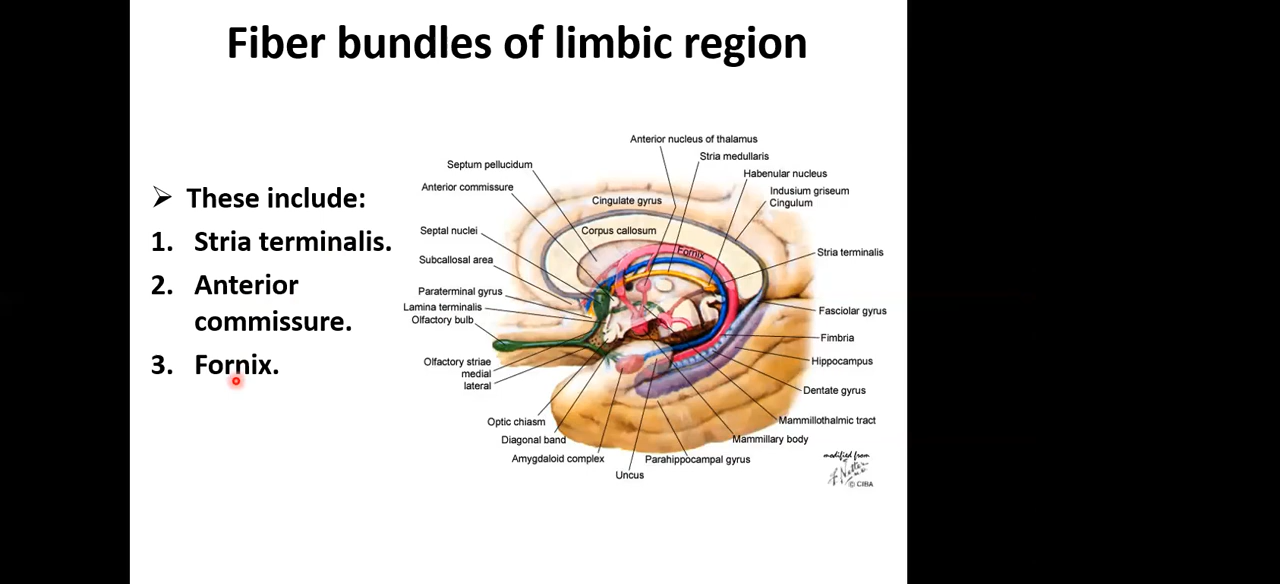 Fiber bundles of limbic region
➢ These include:
1. Stria terminalis.
2. Anterior
commissure.
3. Fornix.
Anterior nucleus of thalamus
Stria medullaris
Septum pellucidum
Habenular nucleus
Anterior commissure
Indusium griseum
Cingulate gyrus
Cingulum
Septal nuclei
Corpus callosum
Fornix
Stria terminalis
Subcallosal area
Paraterminal gyrus
Lamina terminalis
Fasciolar gyrus
Olfactory bulb
Fimbria
Olfactory striae
Hippocampus
medial
lateral
Dentate gyrus
Optic chiasm
Mammillothalmic tract
Diagonal band
Mammillary body
Amygdaloid complex
Parahippocampal gyrus
modified from
Uncus
© CIBA